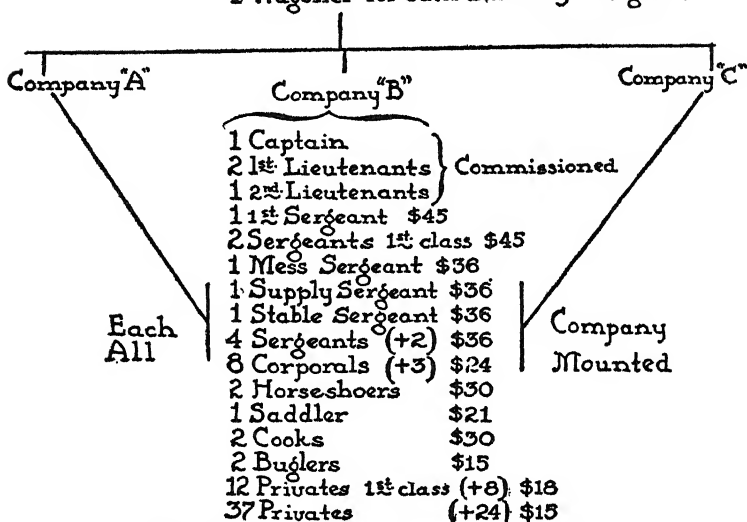 Company "A"
Company "B"
Company "C"
1 Captain
2 1st Lieutenants
1 2nd Lieutenants
Commissioned
1 1st Sergeant $45
2 Sergeants 1st class $45
1 Mess Sergeant $36
1 Supply Sergeant $36
1 Stable Sergeant $36
4 Sergeants (+2) $36
8 Corporals (+3) $24
2 Horseshoers $30
1 Saddler $21
2 Cooks $30
2 Buglers $15
12 Privates 1st class (+8) $18
37 Privates (+24) $15
Each
All
Company
Mounted